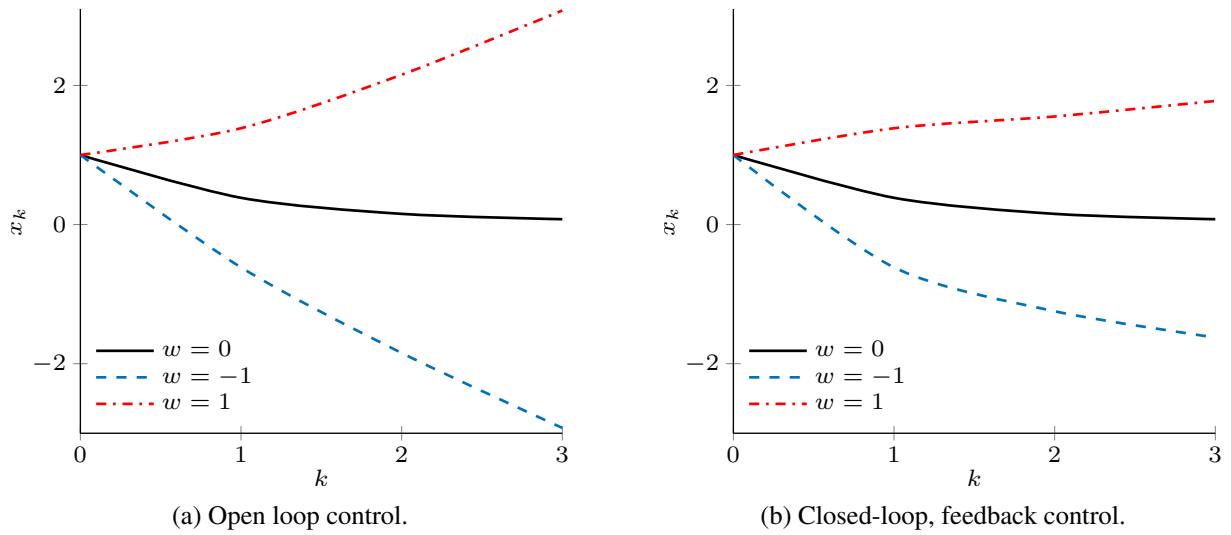 2
0
−2
x_k
w = 0
w = −1
w = 1
0 1 2 3
k
(a) Open loop control.
2
0
−2
x_k
w = 0
w = −1
w = 1
0 1 2 3
k
(b) Closed-loop, feedback control.